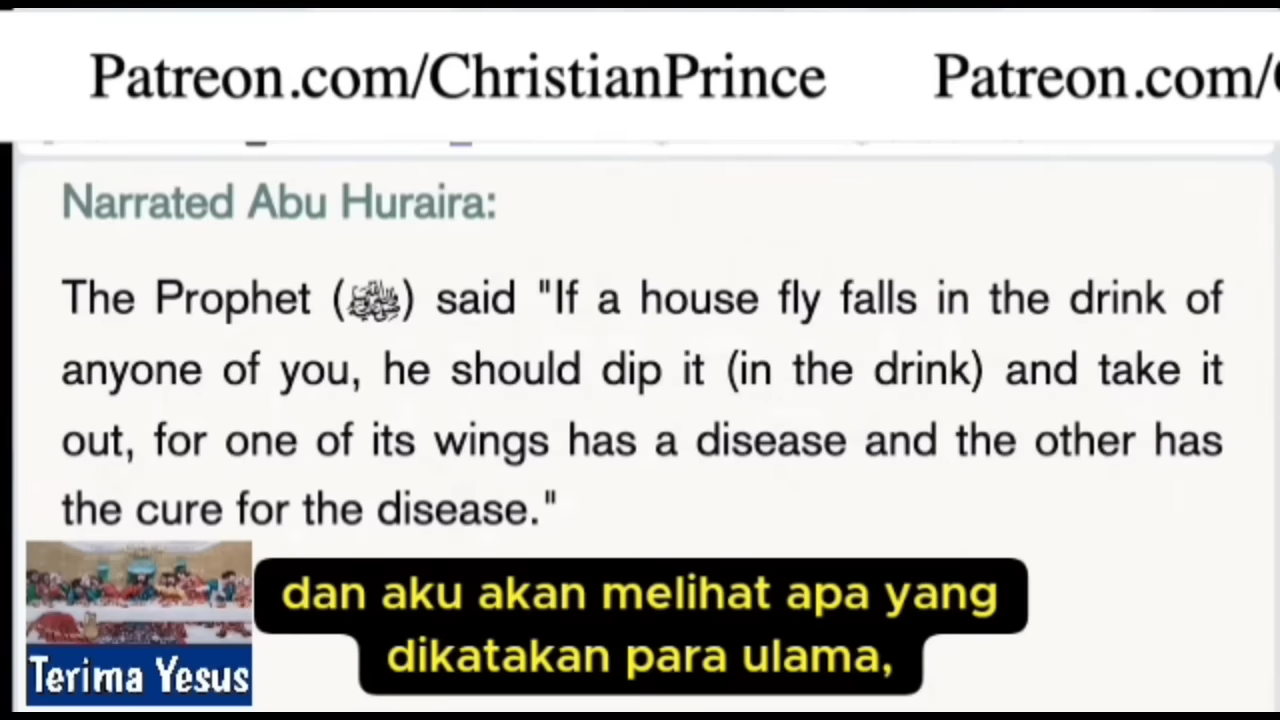 Patreon.com/ChristianPrince Patreon.com/
Narrated Abu Huraira:
The Prophet (ﷺ) said "If a house fly falls in the drink of
anyone of you, he should dip it (in the drink) and take it
out, for one of its wings has a disease and the other has
the cure for the disease."
dan aku akan melihat apa yang
dikatakan para ulama,
Terima Yesus